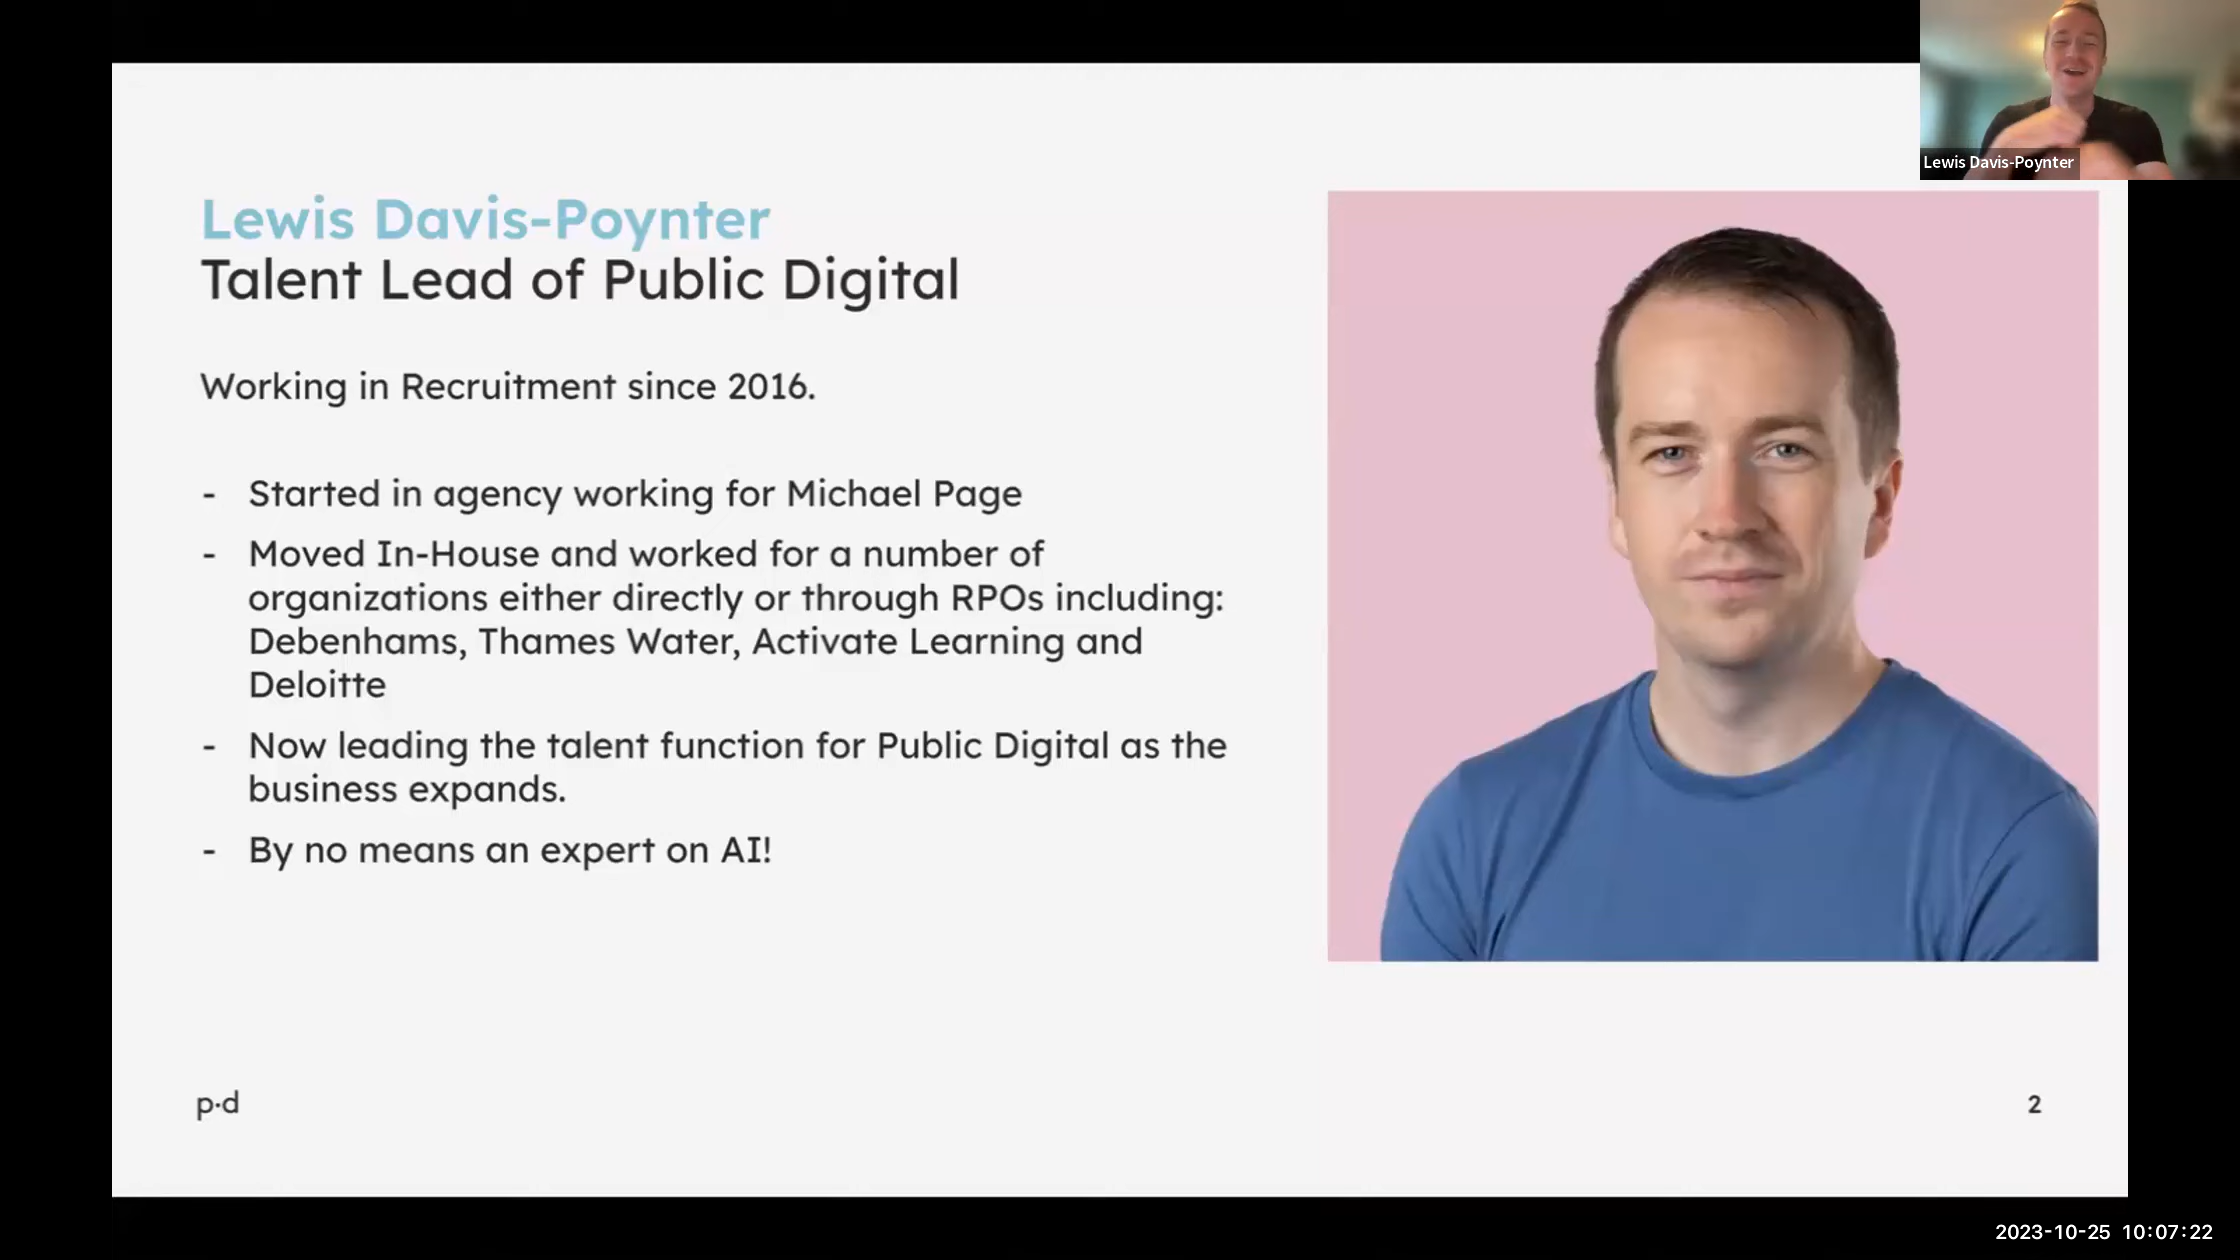 Lewis Davis-Poynter
Lewis Davis-Poynter
Talent Lead of Public Digital
Working in Recruitment since 2016.
- Started in agency working for Michael Page
- Moved In-House and worked for a number of
organizations either directly or through RPOs including:
Debenhams, Thames Water, Activate Learning and
Deloitte
- Now leading the talent function for Public Digital as the
business expands.
- By no means an expert on AI!
p·d
2
2023-10-25 10:07:22